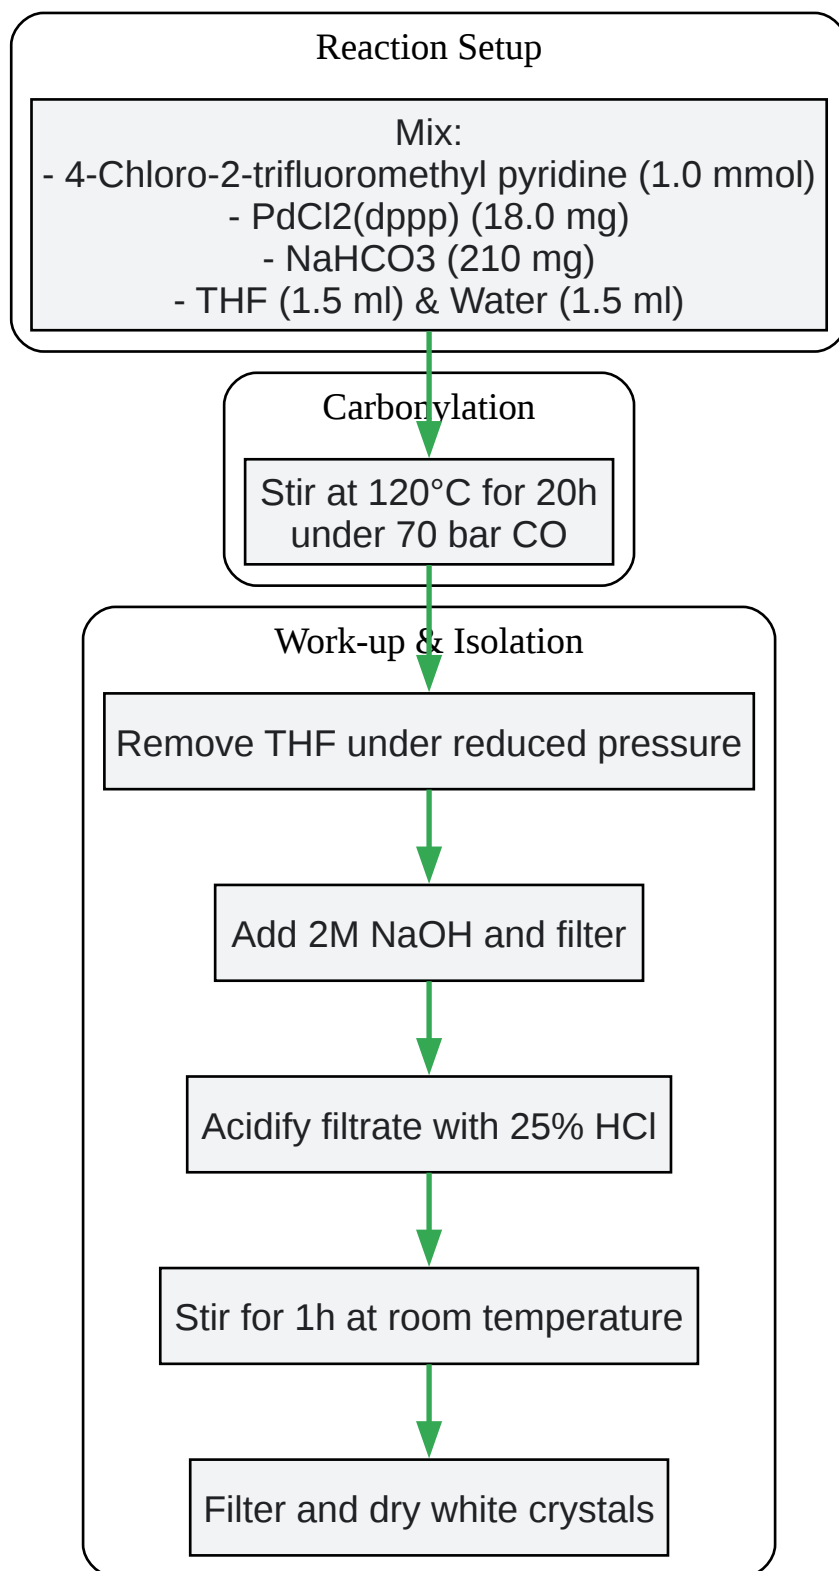 Reaction Setup
Mix:
- 4-Chloro-2-trifluoromethyl pyridine (1.0 mmol)
- PdCl2(dppp) (18.0 mg)
- NaHCO3 (210 mg)
- THF (1.5 ml) & Water (1.5 ml)
Carbonylation
Stir at 120°C for 20h
under 70 bar CO
Work-up & Isolation
Remove THF under reduced pressure
Add 2M NaOH and filter
Acidify filtrate with 25% HCl
Stir for 1h at room temperature
Filter and dry white crystals